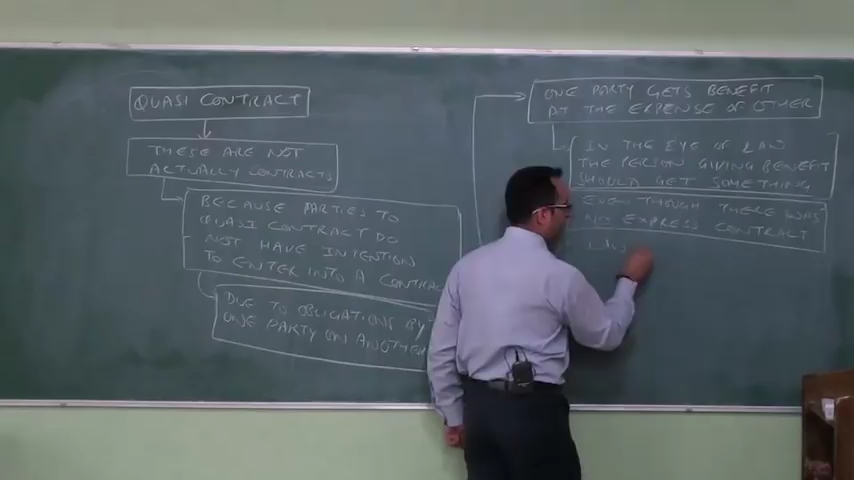 QUASI CONTRACT
THESE ARE NOT
ACTUALLY CONTRACTS
BECAUSE PARTIES TO
QUASI CONTRACT DO
NOT HAVE INTENTION
TO ENTER INTO A CONTRAC
DUE TO OBLIGATIONS BY
ONE PARTY ON ANOTHER
ONE PARTY GETS BENEFIT
AT THE EXPENSE OF OTHER
IN THE EYE OF LAW
THE PERSON GIVING BENEFIT
SHOULD GET SOMETHING
EVEN THOUGH THERE WAS
NO EXPRESS CONTRACT